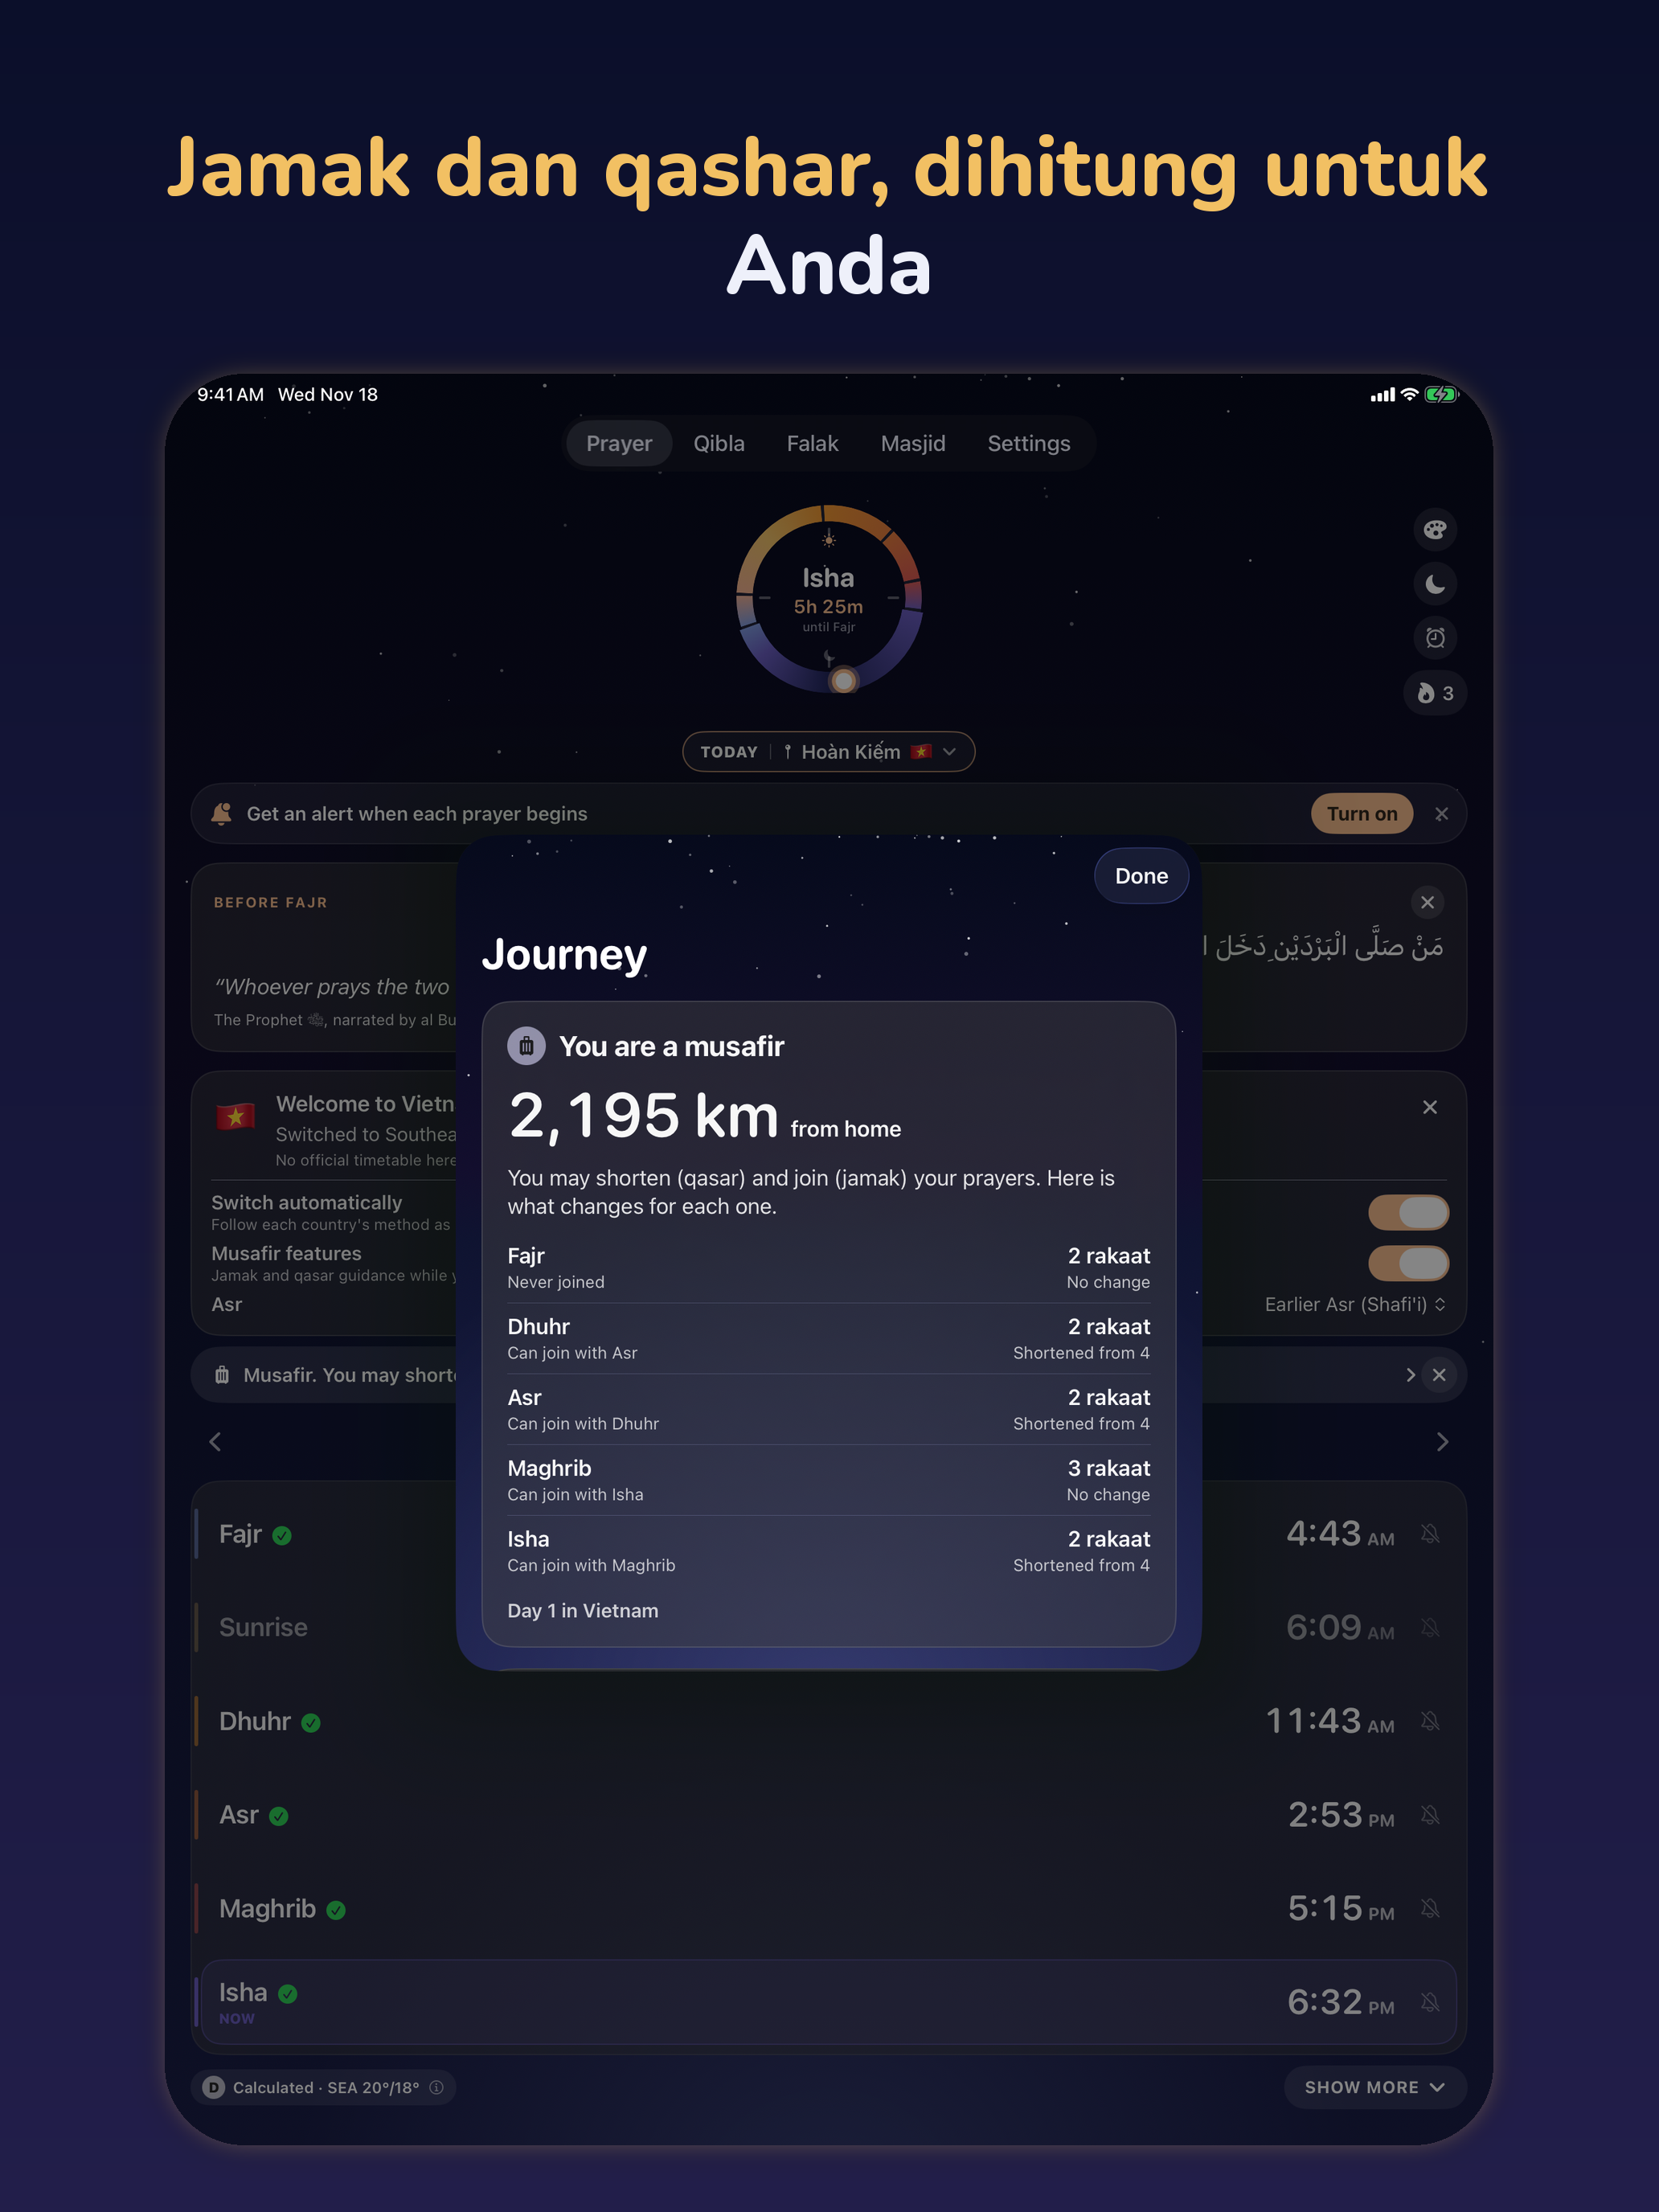 Jamak dan qashar, dihitung untuk
Anda
9:41 AM Wed Nov 18
Prayer Qibla Falak Masjid Settings
Isha
5h 25m
until Fajr
3
TODAY Hoàn Kiếm
Get an alert when each prayer begins Turn on
BEFORE FAJR
مَنْ صَلَّى الْبَرْدَيْنِ دَخَلَ
“Whoever prays the two
The Prophet ﷺ, narrated by al Bu
Welcome to Vietn
Switched to Southea
No official timetable here
Switch automatically
Follow each country's method as
Musafir features
Jamak and qasar guidance while
Asr Earlier Asr (Shafi'i)
Musafir. You may short
Done
Journey
You are a musafir
2,195 km from home
You may shorten (qasar) and join (jamak) your prayers. Here is
what changes for each one.
Fajr 2 rakaat
Never joined No change
Dhuhr 2 rakaat
Can join with Asr Shortened from 4
Asr 2 rakaat
Can join with Dhuhr Shortened from 4
Maghrib 3 rakaat
Can join with Isha No change
Isha 2 rakaat
Can join with Maghrib Shortened from 4
Day 1 in Vietnam
Fajr 4:43 AM
Sunrise 6:09 AM
Dhuhr 11:43 AM
Asr 2:53 PM
Maghrib 5:15 PM
Isha 6:32 PM
NOW
D Calculated · SEA 20°/18°
SHOW MORE